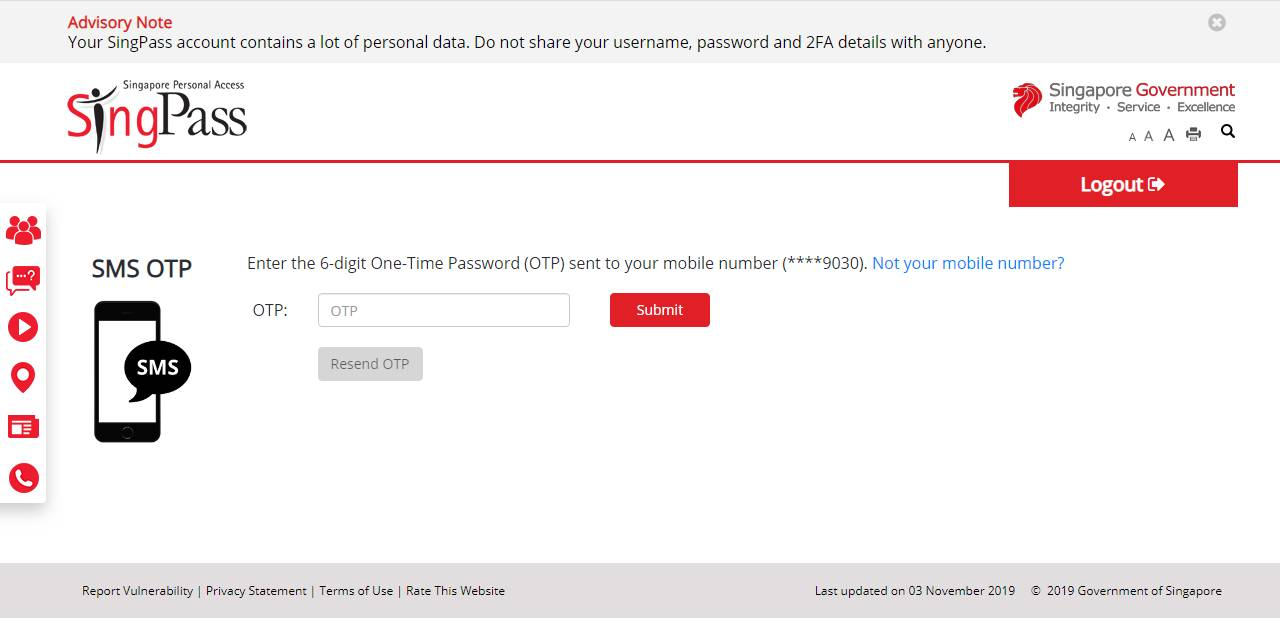 Advisory Note
Your SingPass account contains a lot of personal data. Do not share your username, password and 2FA details with anyone.
Singapore Personal Access
SingPass
Singapore Government
Integrity · Service · Excellence
A A A
Logout
SMS OTP
Enter the 6-digit One-Time Password (OTP) sent to your mobile number (****9030). Not your mobile number?
OTP: OTP Submit
Resend OTP
SMS
...?
Report Vulnerability | Privacy Statement | Terms of Use | Rate This Website
Last updated on 03 November 2019 © 2019 Government of Singapore